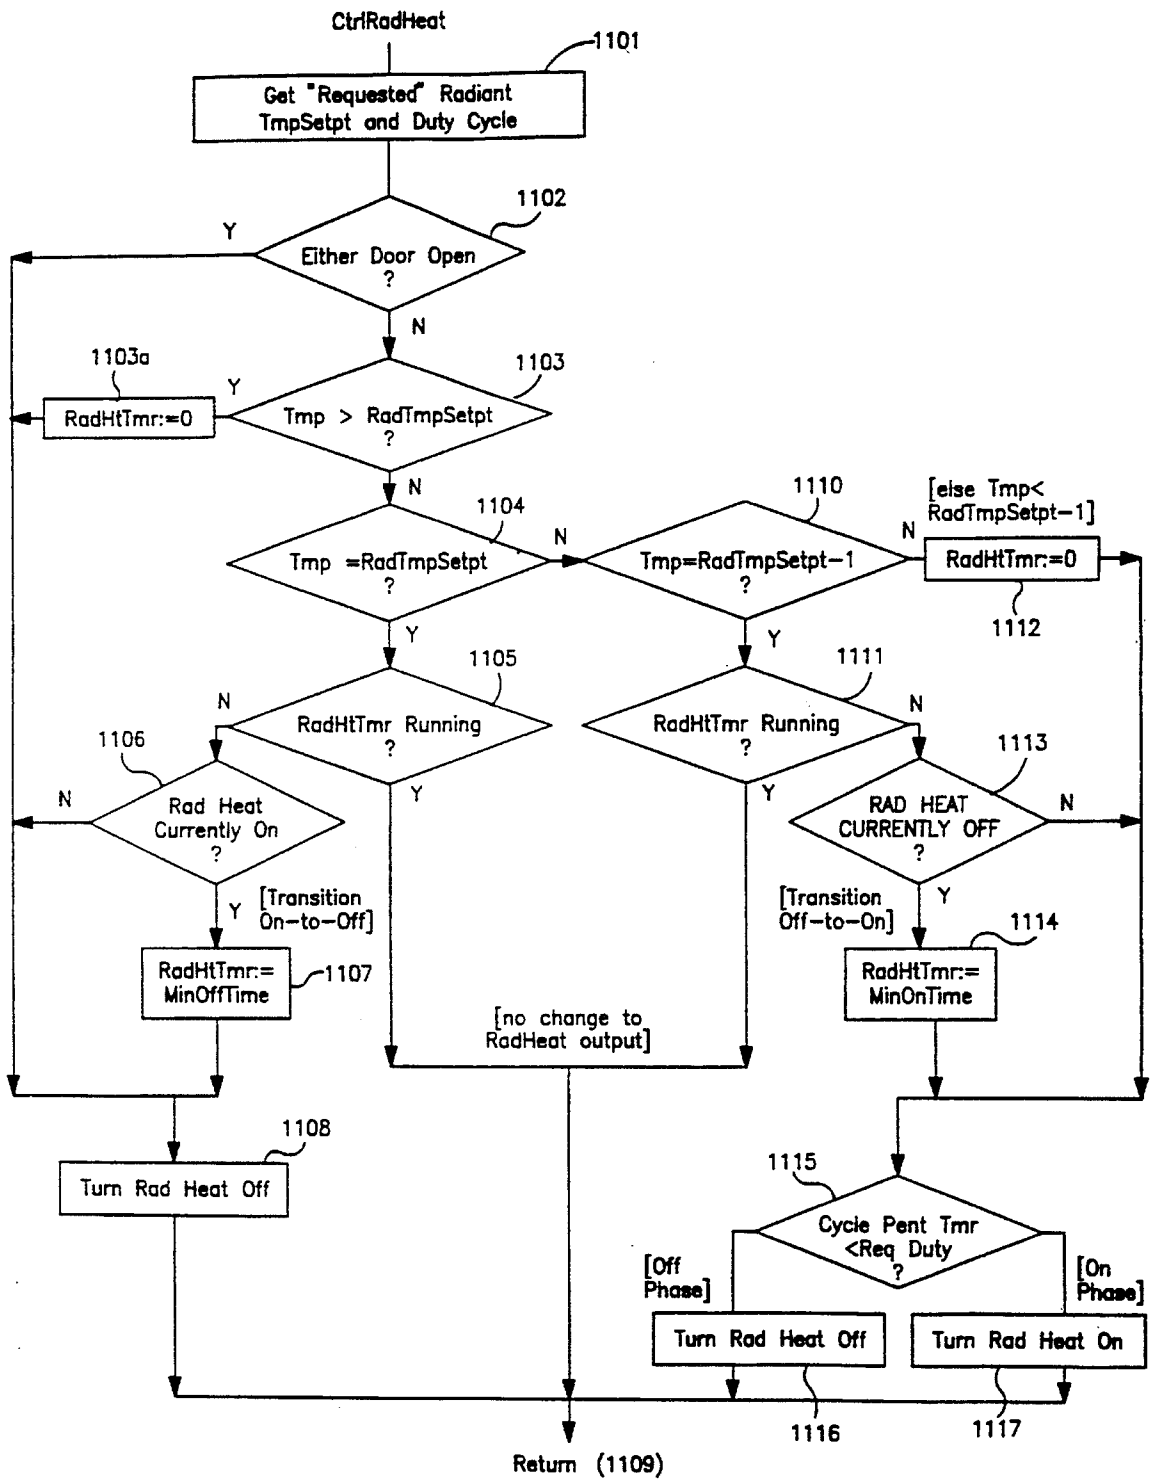 CtrlRadHeat
1101
Get "Requested" Radiant
TmpSetpt and Duty Cycle
1102
Y
Either Door Open
?
N
1103a
1103
Y
RadHtTmr:=0
Tmp > RadTmpSetpt
?
N
1104
1110
[else Tmp<
RadTmpSetpt-1]
N
N
Tmp =RadTmpSetpt
?
Tmp=RadTmpSetpt-1
?
RadHtTmr:=0
1112
Y
Y
1105
1111
N
N
RadHtTmr Running
?
RadHtTmr Running
?
1106
1113
Y
Y
N
N
Rad Heat
Currently On
?
RAD HEAT
CURRENTLY OFF
?
Y
[Transition
On-to-Off]
[Transition
Off-to-On]
Y
1114
RadHtTmr:=
MinOffTime
1107
RadHtTmr:=
MinOnTime
[no change to
RadHeat output]
1108
Turn Rad Heat Off
1115
Cycle Pent Tmr
<Req Duty
?
[Off
Phase]
[On
Phase]
Turn Rad Heat Off
Turn Rad Heat On
1116
1117
Return (1109)